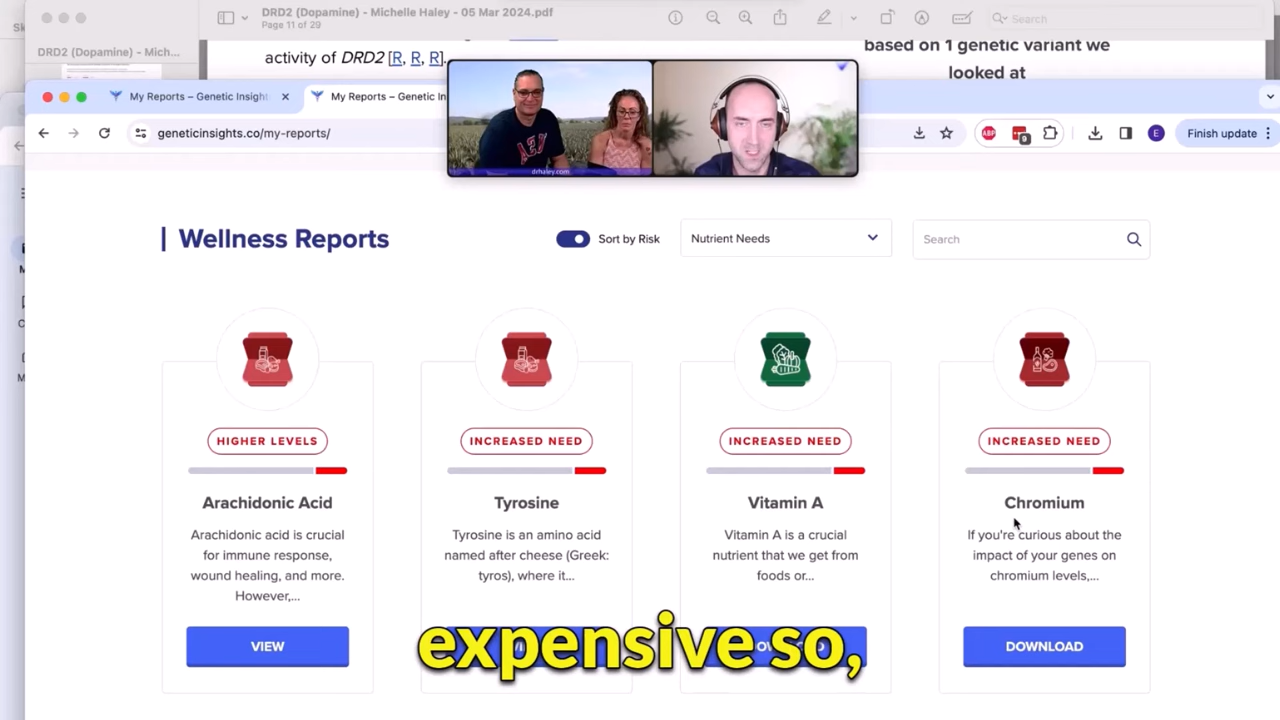 DRD2 (Dopamine) - Michelle Haley - 05 Mar 2024.pdf
Page 11 of 29
Search
DRD2 (Dopamine) - Mich...
activity of DRD2 [R, R, R].
based on 1 genetic variant we
looked at
My Reports – Genetic Insight
My Reports – Genetic In
drhaley.com
geneticinsights.co/my-reports/
ABP
9
E
Finish update
Wellness Reports
Sort by Risk
Nutrient Needs
Search
HIGHER LEVELS
Arachidonic Acid
Arachidonic acid is crucial
for immune response,
wound healing, and more.
However,...
VIEW
INCREASED NEED
Tyrosine
Tyrosine is an amino acid
named after cheese (Greek:
tyros), where it...
INCREASED NEED
Vitamin A
Vitamin A is a crucial
nutrient that we get from
foods or...
INCREASED NEED
Chromium
If you're curious about the
impact of your genes on
chromium levels,...
DOWNLOAD
expensive so,